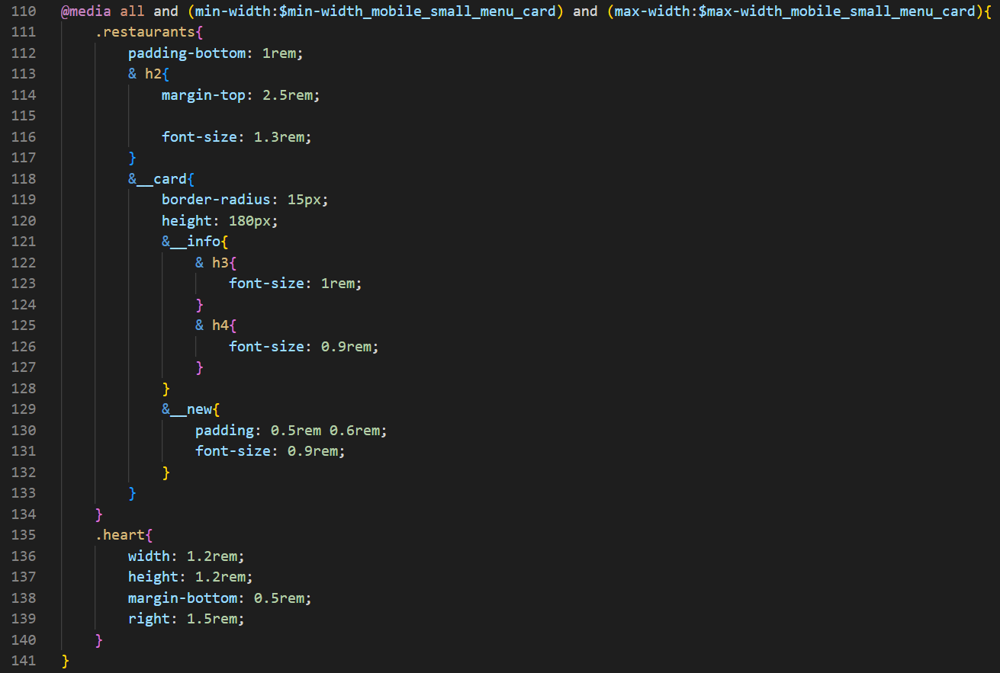 110 @media all and (min-width:$min-width_mobile_small_menu_card) and (max-width:$max-width_mobile_small_menu_card){
111     .restaurants{
112         padding-bottom: 1rem;
113         & h2{
114             margin-top: 2.5rem;
115
116             font-size: 1.3rem;
117         }
118         &__card{
119             border-radius: 15px;
120             height: 180px;
121             &__info{
122                 & h3{
123                     font-size: 1rem;
124                 }
125                 & h4{
126                     font-size: 0.9rem;
127                 }
128             }
129             &__new{
130                 padding: 0.5rem 0.6rem;
131                 font-size: 0.9rem;
132             }
133         }
134     }
135     .heart{
136         width: 1.2rem;
137         height: 1.2rem;
138         margin-bottom: 0.5rem;
139         right: 1.5rem;
140     }
141 }